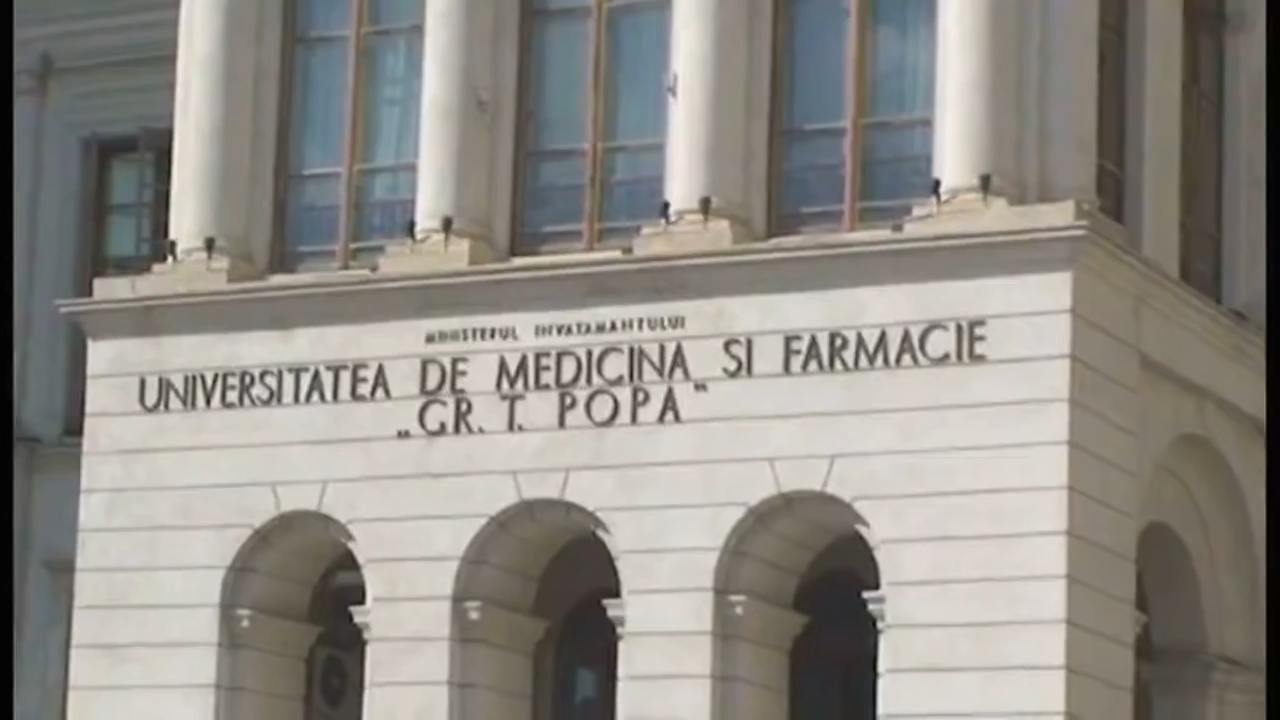 MINISTERUL INVATAMANTULUI
UNIVERSITATEA DE MEDICINA SI FARMACIE
„GR. T. POPA"